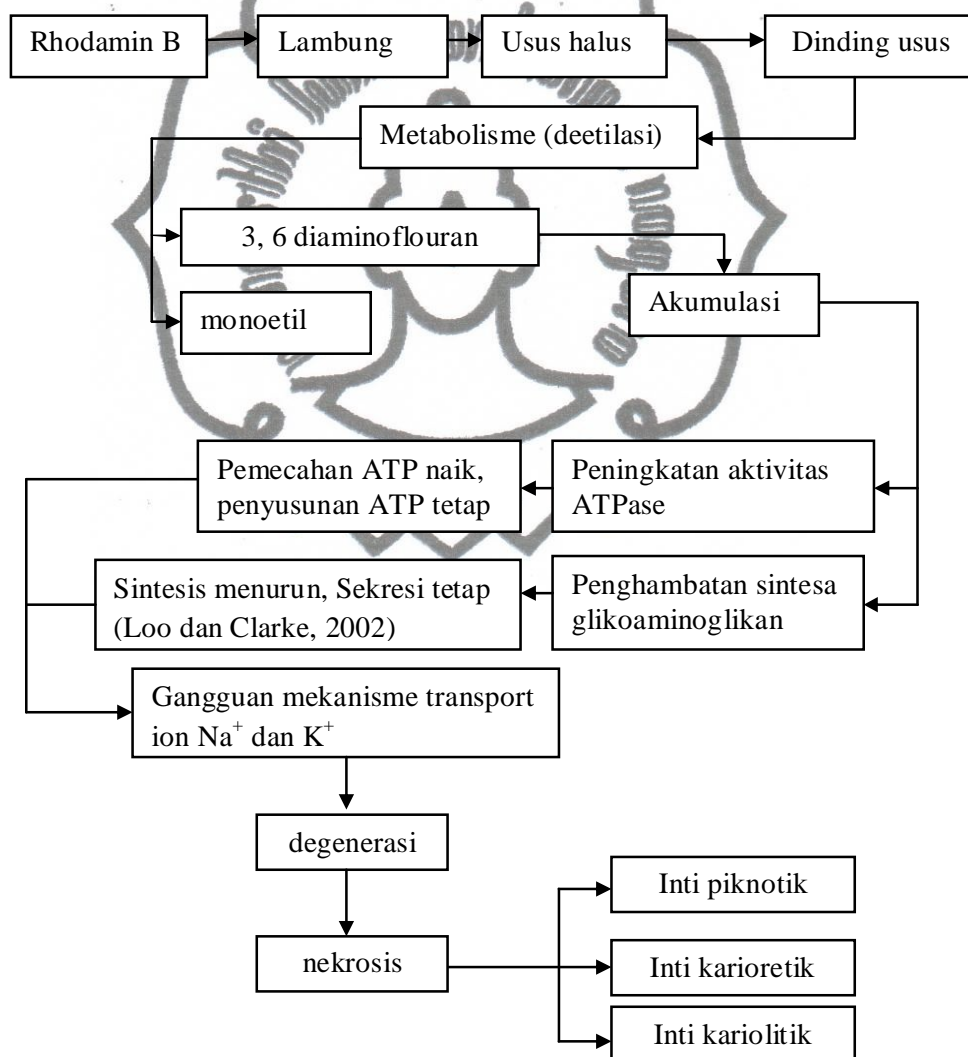 Rhodamin B
Lambung
Usus halus
Dinding usus
Metabolisme (deetilasi)
3, 6 diaminoflouran
monoetil
Akumulasi
Pemecahan ATP naik,
penyusunan ATP tetap
Peningkatan aktivitas
ATPase
Sintesis menurun, Sekresi tetap
(Loo dan Clarke, 2002)
Penghambatan sintesa
glikoaminoglikan
Gangguan mekanisme transport
ion Na⁺ dan K⁺
degenerasi
nekrosis
Inti piknotik
Inti karioretik
Inti kariolitik